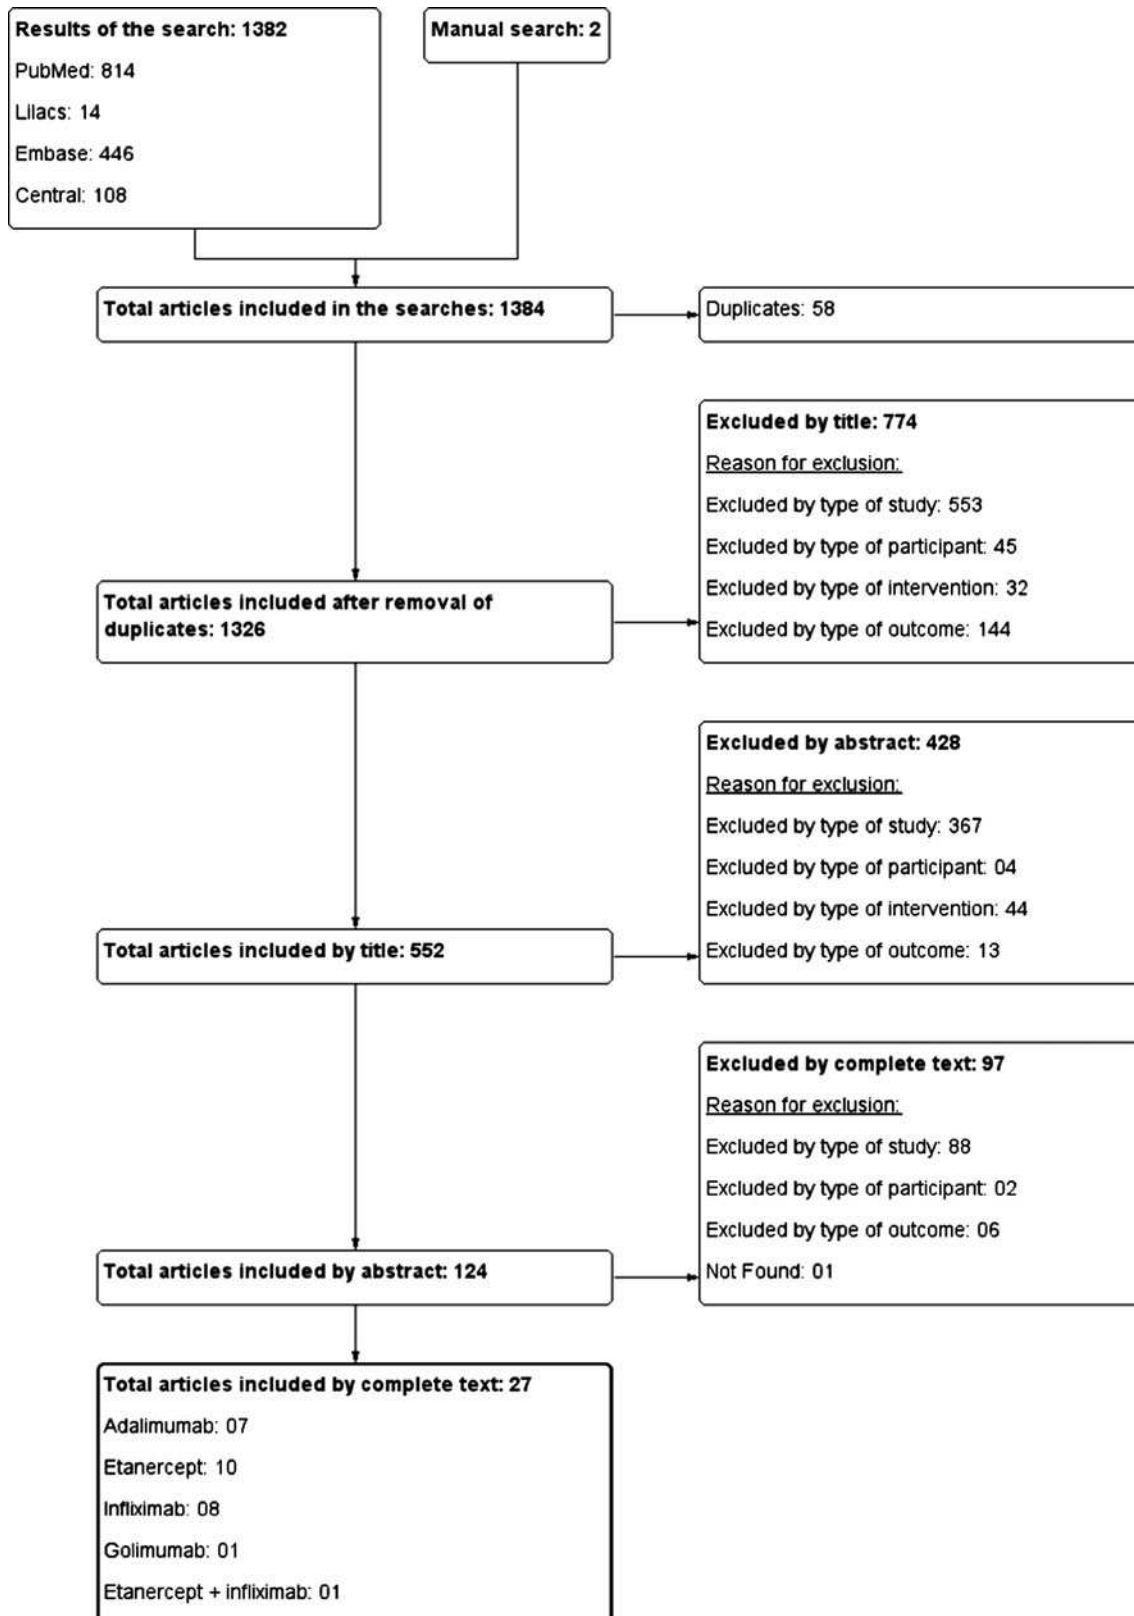 Results of the search: 1382
PubMed: 814
Lilacs: 14
Embase: 446
Central: 108
Manual search: 2
Total articles included in the searches: 1384
Duplicates: 58
Excluded by title: 774
Reason for exclusion:
Excluded by type of study: 553
Excluded by type of participant: 45
Excluded by type of intervention: 32
Excluded by type of outcome: 144
Total articles included after removal of
duplicates: 1326
Excluded by abstract: 428
Reason for exclusion:
Excluded by type of study: 367
Excluded by type of participant: 04
Excluded by type of intervention: 44
Excluded by type of outcome: 13
Total articles included by title: 552
Excluded by complete text: 97
Reason for exclusion:
Excluded by type of study: 88
Excluded by type of participant: 02
Excluded by type of outcome: 06
Not Found: 01
Total articles included by abstract: 124
Total articles included by complete text: 27
Adalimumab: 07
Etanercept: 10
Infliximab: 08
Golimumab: 01
Etanercept + infliximab: 01